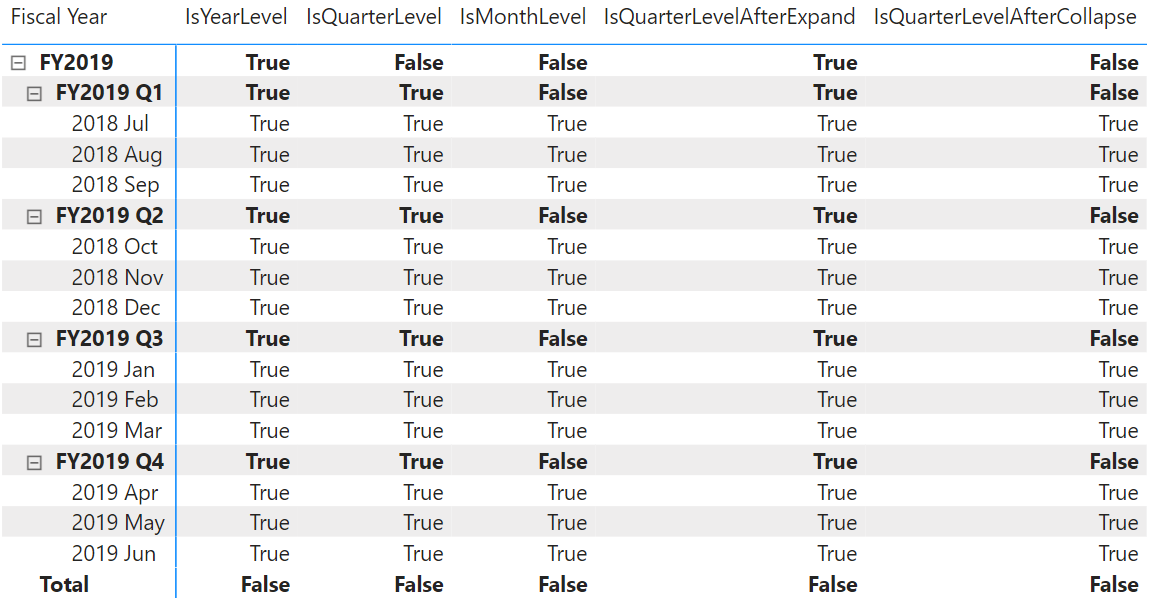 Fiscal Year IsYearLevel IsQuarterLevel IsMonthLevel IsQuarterLevelAfterExpand IsQuarterLevelAfterCollapse
FY2019 True False False True False
FY2019 Q1 True True False True False
2018 Jul True True True True True
2018 Aug True True True True True
2018 Sep True True True True True
FY2019 Q2 True True False True False
2018 Oct True True True True True
2018 Nov True True True True True
2018 Dec True True True True True
FY2019 Q3 True True False True False
2019 Jan True True True True True
2019 Feb True True True True True
2019 Mar True True True True True
FY2019 Q4 True True False True False
2019 Apr True True True True True
2019 May True True True True True
2019 Jun True True True True True
Total False False False False False